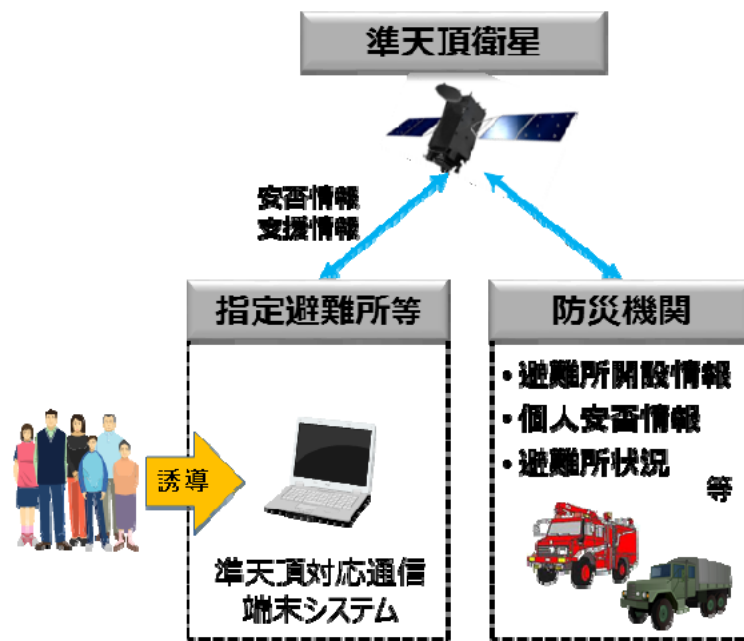 準天頂衛星
安否情報
支援情報
指定避難所等
防災機関
・避難所開設情報
・個人安否情報
・避難所状況
等
誘導
準天頂対応通信
端末システム